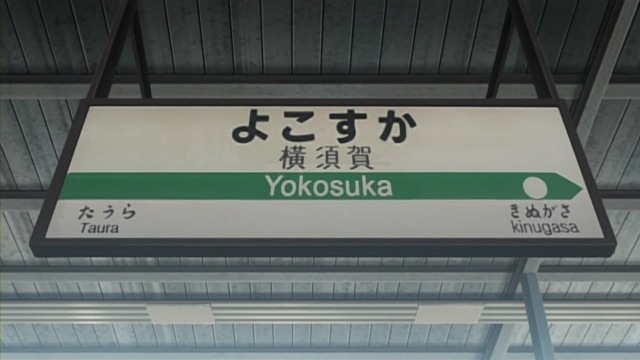 よこすか
横須賀
Yokosuka
たうら
Taura
きぬがさ
kinugasa